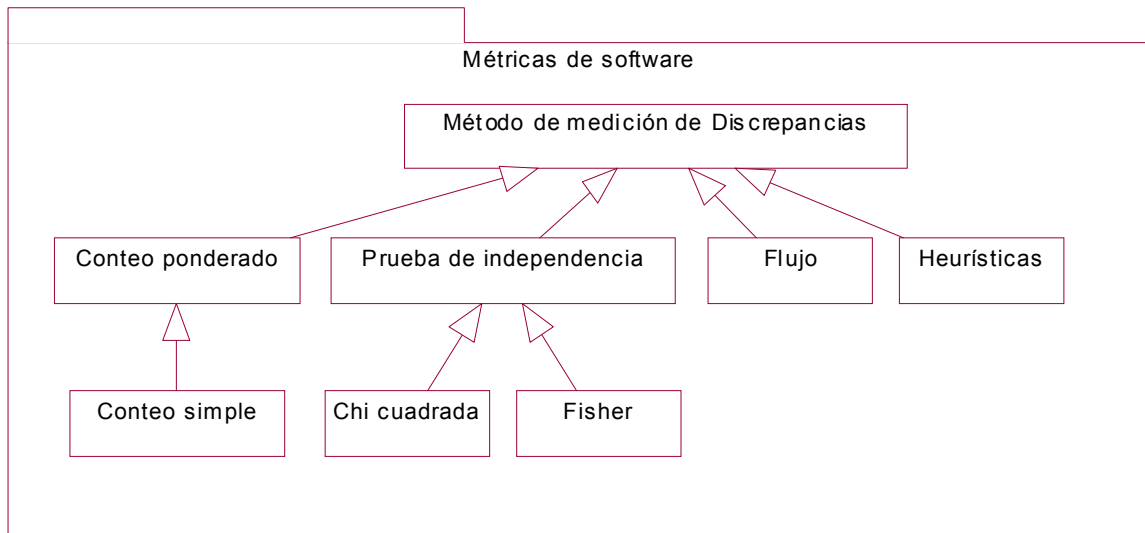 Métricas de software
Método de medición de Discrepancias
Conteo ponderado
Prueba de independencia
Flujo
Heurísticas
Conteo simple
Chi cuadrada
Fisher